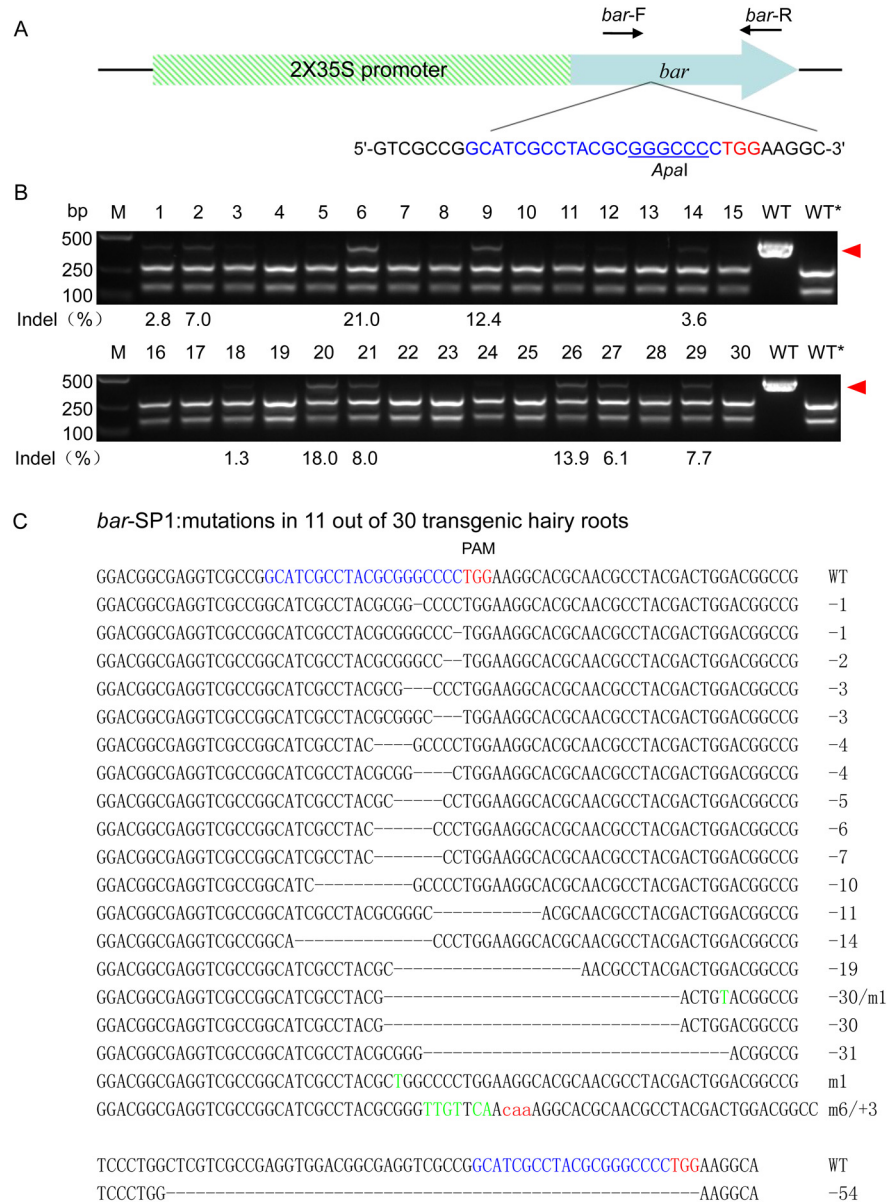 A
bar-F
bar-R
2X35S promoter
bar
5'-GTCGCCGGCATCGCCTACGCGGGCCCCTGGAAGGC-3'
ApaI
B
bp M 1 2 3 4 5 6 7 8 9 10 11 12 13 14 15 WT WT*
500
250
100
Indel（%） 2.8 7.0 21.0 12.4 3.6
M 16 17 18 19 20 21 22 23 24 25 26 27 28 29 30 WT WT*
500
250
100
Indel（%） 1.3 18.0 8.0 13.9 6.1 7.7
C bar-SP1:mutations in 11 out of 30 transgenic hairy roots
PAM
GGACGGCGAGGTCGCCGGCATCGCCTACGCGGGCCCCTGGAAGGCACGCAACGCCTACGACTGGACGGCCG WT
GGACGGCGAGGTCGCCGGCATCGCCTACGCGG-CCCCTGGAAGGCACGCAACGCCTACGACTGGACGGCCG -1
GGACGGCGAGGTCGCCGGCATCGCCTACGCGGGCCC-TGGAAGGCACGCAACGCCTACGACTGGACGGCCG -1
GGACGGCGAGGTCGCCGGCATCGCCTACGCGGGCC--TGGAAGGCACGCAACGCCTACGACTGGACGGCCG -2
GGACGGCGAGGTCGCCGGCATCGCCTACGCG---CCCTGGAAGGCACGCAACGCCTACGACTGGACGGCCG -3
GGACGGCGAGGTCGCCGGCATCGCCTACGCGGGC---TGGAAGGCACGCAACGCCTACGACTGGACGGCCG -3
GGACGGCGAGGTCGCCGGCATCGCCTAC----GCCCCTGGAAGGCACGCAACGCCTACGACTGGACGGCCG -4
GGACGGCGAGGTCGCCGGCATCGCCTACGCGG----CTGGAAGGCACGCAACGCCTACGACTGGACGGCCG -4
GGACGGCGAGGTCGCCGGCATCGCCTACGC-----CCTGGAAGGCACGCAACGCCTACGACTGGACGGCCG -5
GGACGGCGAGGTCGCCGGCATCGCCTAC------CCCTGGAAGGCACGCAACGCCTACGACTGGACGGCCG -6
GGACGGCGAGGTCGCCGGCATCGCCTAC-------CCTGGAAGGCACGCAACGCCTACGACTGGACGGCCG -7
GGACGGCGAGGTCGCCGGCATC----------GCCCCTGGAAGGCACGCAACGCCTACGACTGGACGGCCG -10
GGACGGCGAGGTCGCCGGCATCGCCTACGCGGGC-----------ACGCAACGCCTACGACTGGACGGCCG -11
GGACGGCGAGGTCGCCGGCA--------------CCCTGGAAGGCACGCAACGCCTACGACTGGACGGCCG -14
GGACGGCGAGGTCGCCGGCATCGCCTACGC-------------------AACGCCTACGACTGGACGGCCG -19
GGACGGCGAGGTCGCCGGCATCGCCTACG------------------------------ACTGTACGGCCG -30/m1
GGACGGCGAGGTCGCCGGCATCGCCTACG------------------------------ACTGGACGGCCG -30
GGACGGCGAGGTCGCCGGCATCGCCTACGCGGG-------------------------------ACGGCCG -31
GGACGGCGAGGTCGCCGGCATCGCCTACGCTGGCCCCTGGAAGGCACGCAACGCCTACGACTGGACGGCCG m1
GGACGGCGAGGTCGCCGGCATCGCCTACGCGGGTTGTTCAAcaaAGGCACGCAACGCCTACGACTGGACGGCC m6/+3
TCCCTGGCTCGTCGCCGAGGTGGACGGCGAGGTCGCCGGCATCGCCTACGCGGGCCCCTGGAAGGCA WT
TCCCTGG------------------------------------------------------AAGGCA -54